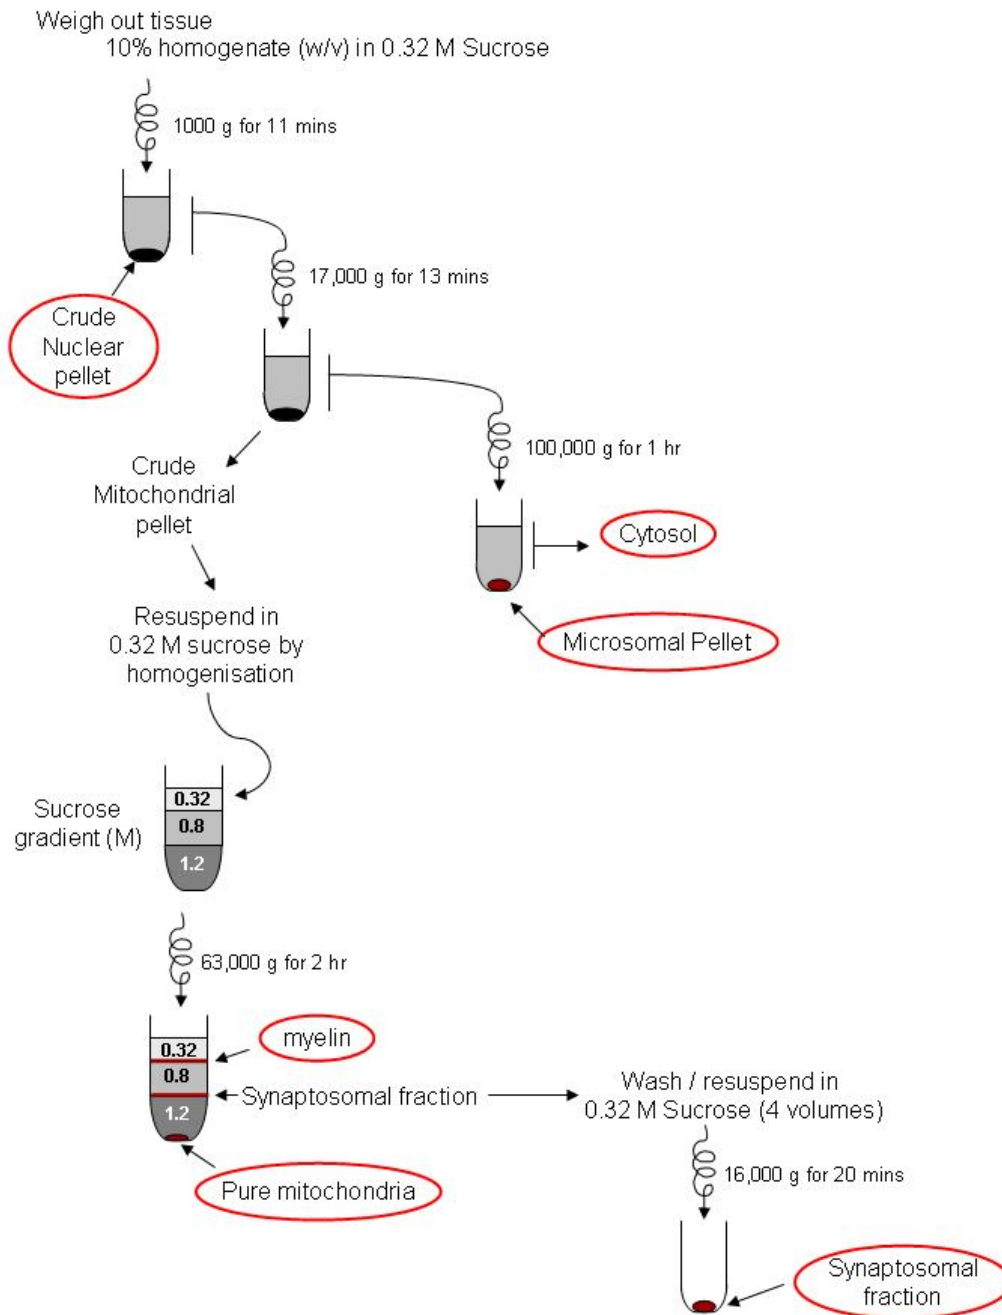 Weigh out tissue
10% homogenate (w/v) in 0.32 M Sucrose
1000 g for 11 mins
17,000 g for 13 mins
Crude
Nuclear
pellet
100,000 g for 1 hr
Crude
Mitochondrial
pellet
Cytosol
Microsomal Pellet
Resuspend in
0.32 M sucrose by
homogenisation
Sucrose
gradient (M)
0.32
0.8
1.2
63,000 g for 2 hr
0.32
0.8
1.2
myelin
Synaptosomal fraction
Pure mitochondria
Wash / resuspend in
0.32 M Sucrose (4 volumes)
16,000 g for 20 mins
Synaptosomal
fraction